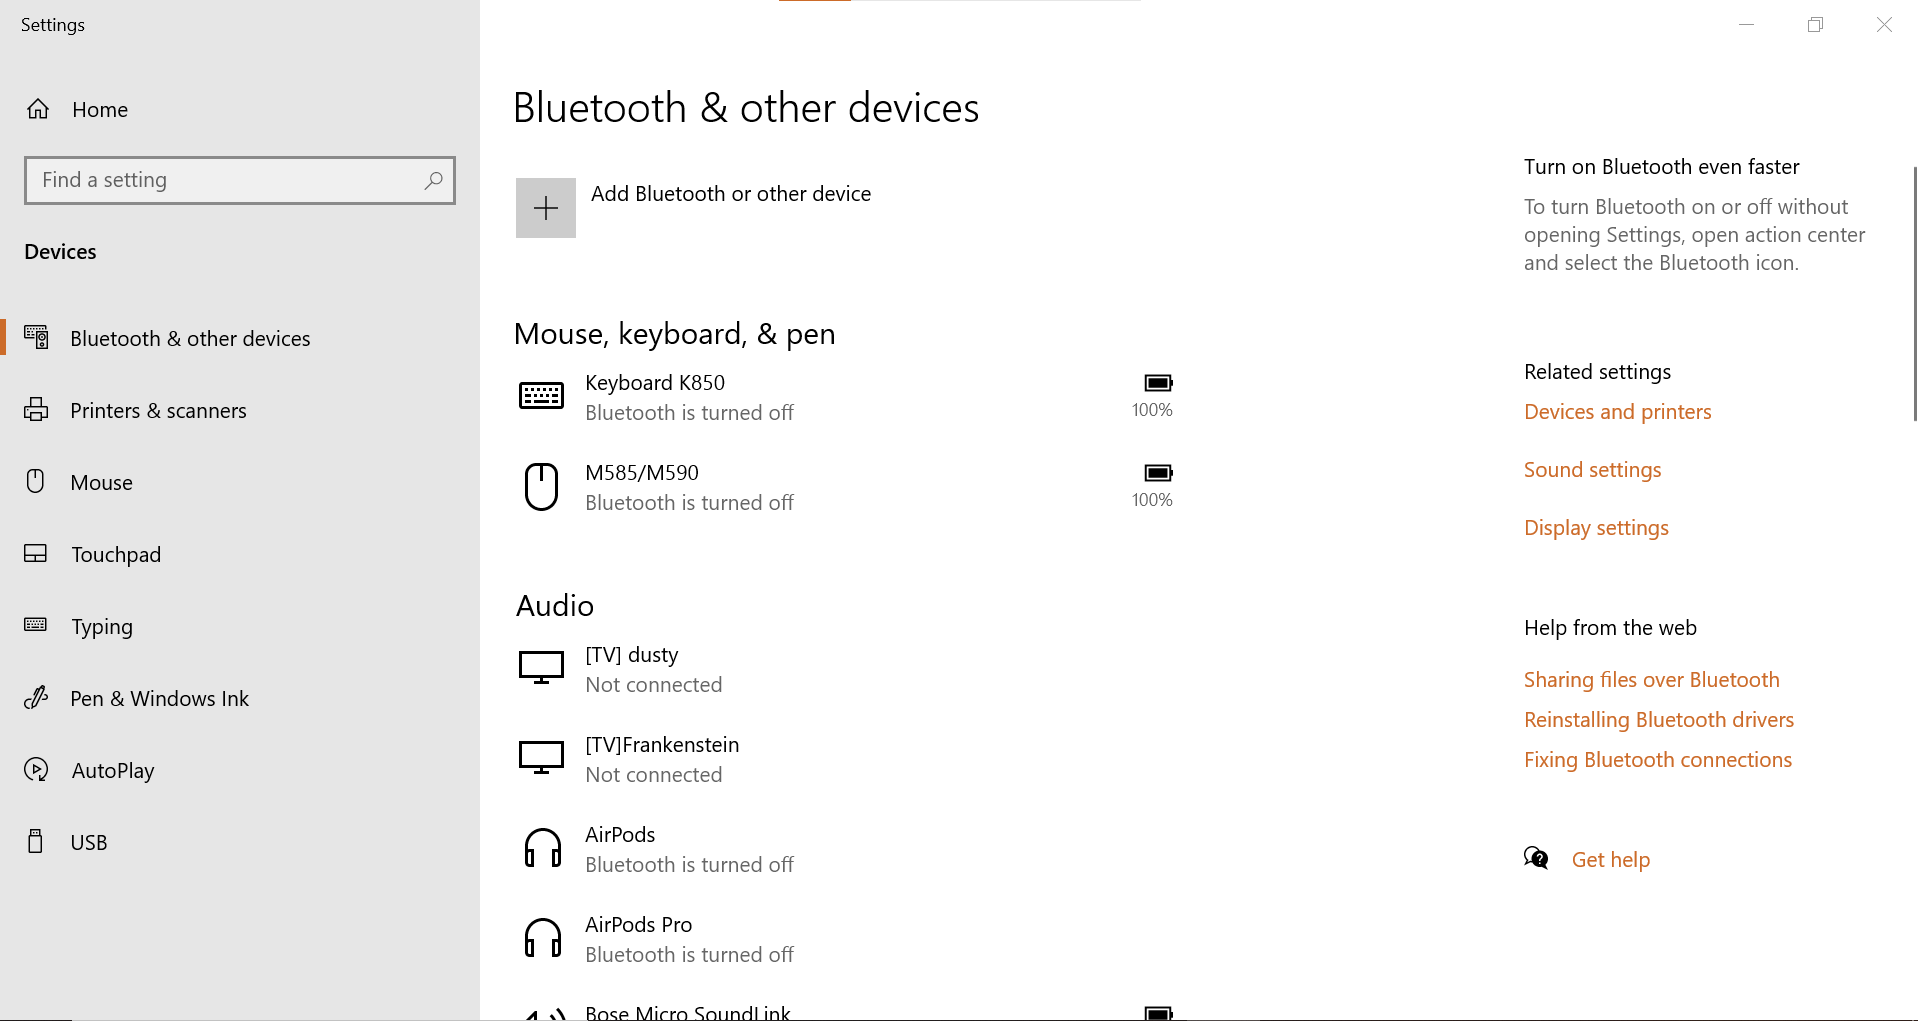 Settings
Home
Find a setting
Devices
Bluetooth & other devices
Printers & scanners
Mouse
Touchpad
Typing
Pen & Windows Ink
AutoPlay
USB
Bluetooth & other devices
Add Bluetooth or other device
Mouse, keyboard, & pen
Keyboard K850
Bluetooth is turned off
100%
M585/M590
Bluetooth is turned off
100%
Audio
[TV] dusty
Not connected
[TV]Frankenstein
Not connected
AirPods
Bluetooth is turned off
AirPods Pro
Bluetooth is turned off
Bose Micro SoundLink
Turn on Bluetooth even faster
To turn Bluetooth on or off without
opening Settings, open action center
and select the Bluetooth icon.
Related settings
Devices and printers
Sound settings
Display settings
Help from the web
Sharing files over Bluetooth
Reinstalling Bluetooth drivers
Fixing Bluetooth connections
Get help